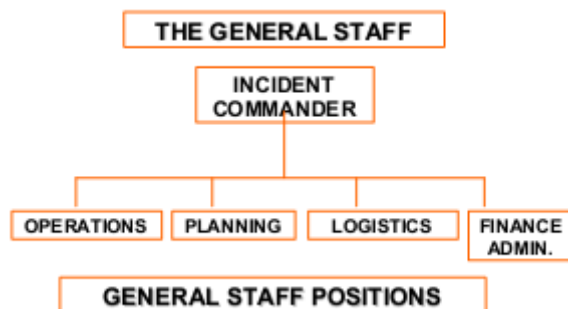 THE GENERAL STAFF
INCIDENT
COMMANDER
OPERATIONS
PLANNING
LOGISTICS
FINANCE
ADMIN.
GENERAL STAFF POSITIONS